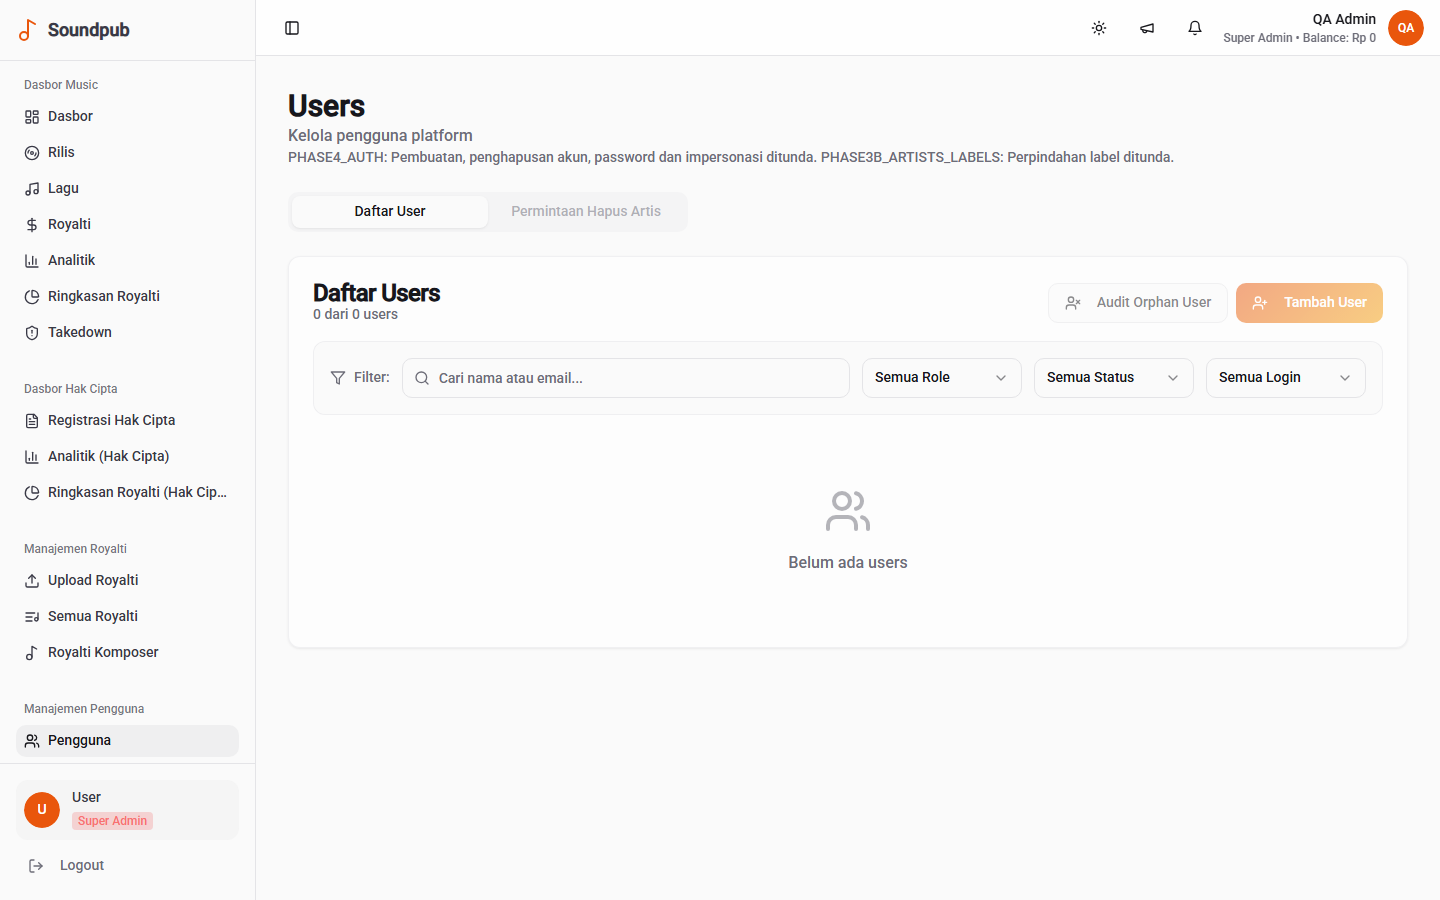 Soundpub
QA Admin
Super Admin • Balance: Rp 0
QA
Dasbor Music
Dasbor
Rilis
Lagu
Royalti
Analitik
Ringkasan Royalti
Takedown
Dasbor Hak Cipta
Registrasi Hak Cipta
Analitik (Hak Cipta)
Ringkasan Royalti (Hak Cip...
Manajemen Royalti
Upload Royalti
Semua Royalti
Royalti Komposer
Manajemen Pengguna
Pengguna
U
User
Super Admin
Logout
Users
Kelola pengguna platform
PHASE4_AUTH: Pembuatan, penghapusan akun, password dan impersonasi ditunda. PHASE3B_ARTISTS_LABELS: Perpindahan label ditunda.
Daftar User
Permintaan Hapus Artis
Daftar Users
0 dari 0 users
Audit Orphan User
Tambah User
Filter:
Cari nama atau email...
Semua Role
Semua Status
Semua Login
Belum ada users